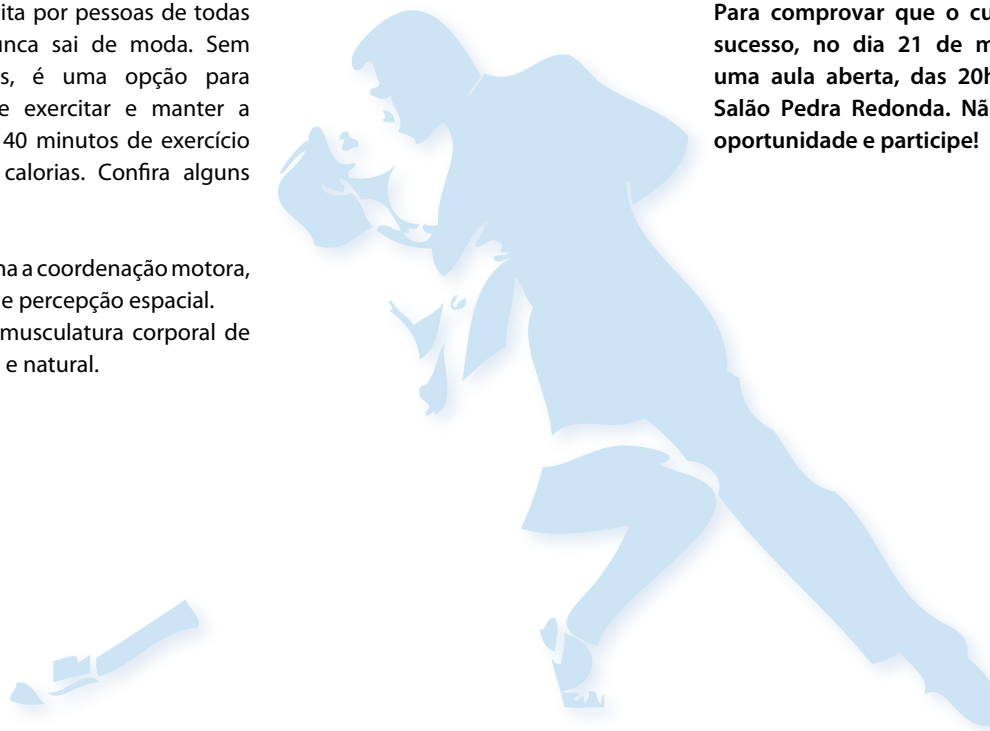 ita por pessoas de todas
unca sai de moda. Sem
s, é uma opção para
e exercitar e manter a
40 minutos de exercício
calorias. Confira alguns
na a coordenação motora,
e percepção espacial.
musculatura corporal de
e natural.
Para comprovar que o cu
sucesso, no dia 21 de m
uma aula aberta, das 20h
Salão Pedra Redonda. Nã
oportunidade e participe!